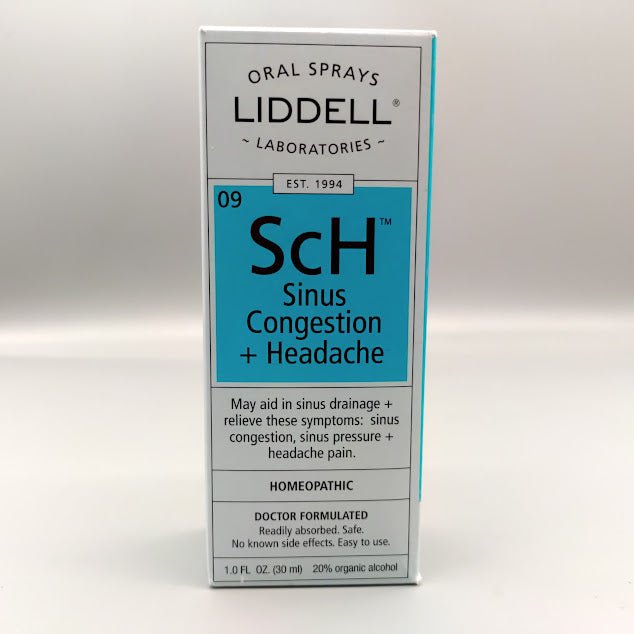 ORAL SPRAYS
LIDDELL®
~ LABORATORIES ~
EST. 1994
09
ScH™
Sinus
Congestion
+ Headache
May aid in sinus drainage +
relieve these symptoms: sinus
congestion, sinus pressure +
headache pain.
HOMEOPATHIC
DOCTOR FORMULATED
Readily absorbed. Safe.
No known side effects. Easy to use.
1.0 FL OZ. (30 ml) 20% organic alcohol